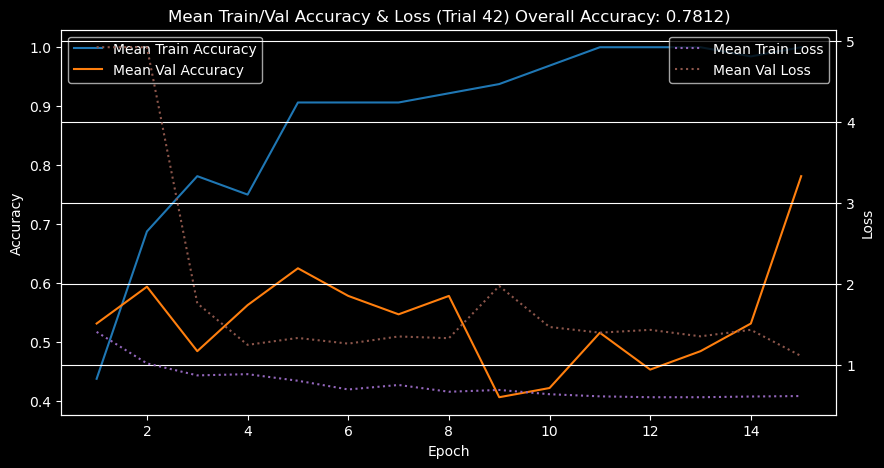 Mean Train/Val Accuracy & Loss (Trial 42) Overall Accuracy: 0.7812)
Mean Train Accuracy
Mean Val Accuracy
Mean Train Loss
Mean Val Loss
1.0
0.9
0.8
0.7
0.6
0.5
0.4
Accuracy
5
4
3
2
1
Loss
2
4
6
8
10
12
14
Epoch